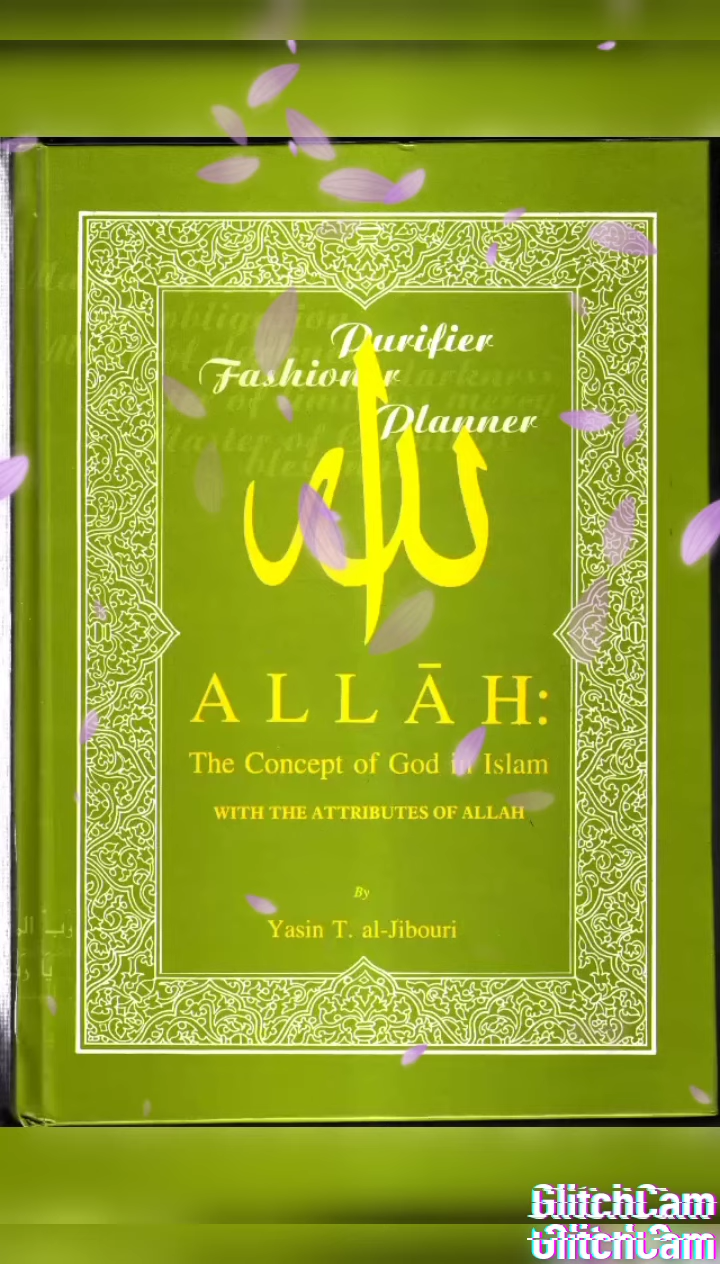 Purifier
Fashioner
Planner
الله
ALLĀH:
The Concept of God in Islam
WITH THE ATTRIBUTES OF ALLAH
By
Yasin T. al-Jibouri
GlitchCam
GlitchCam